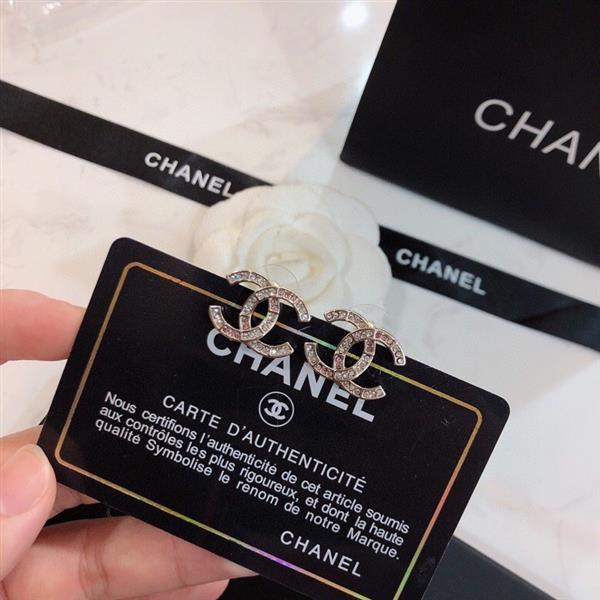 CHANEL
CHANEL
CHANEL
CHANEL
CARTE D'AUTHENTICITÉ
Nous certifions l'authenticité de cet article soumis
aux contrôles les plus rigoureux, et dont la haute
qualité Symbolise le renom de notre Marque.
CHANEL